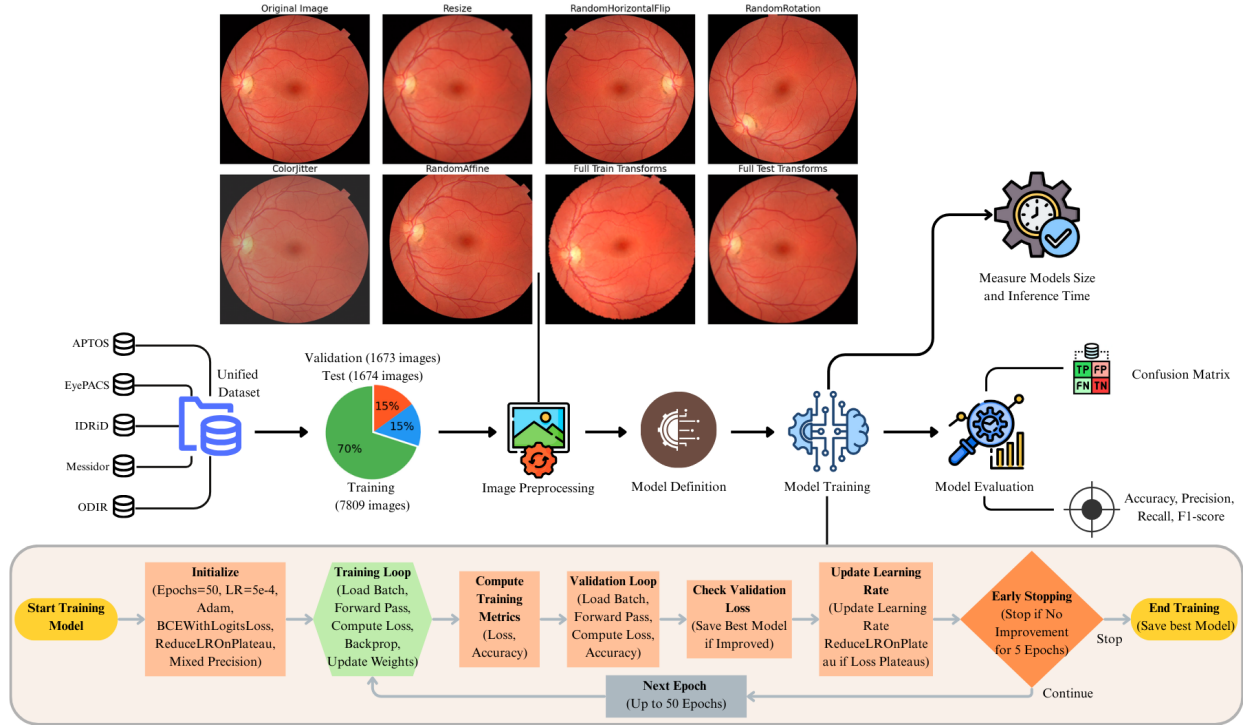 Original Image
Resize
RandomHorizontalFlip
RandomRotation
ColorJitter
RandomAffine
Full Train Transforms
Full Test Transforms
Measure Models Size
and Inference Time
APTOS
EyePACS
IDRiD
Messidor
ODIR
Unified
Dataset
Validation (1673 images)
Test (1674 images)
15%
15%
70%
Training
(7809 images)
Image Preprocessing
Model Definition
Model Training
Model Evaluation
TP FP
FN TN
Confusion Matrix
Accuracy, Precision,
Recall, F1-score
Start Training
Model
Initialize
(Epochs=50, LR=5e-4,
Adam,
BCEWithLogitsLoss,
ReduceLROnPlateau,
Mixed Precision)
Training Loop
(Load Batch,
Forward Pass,
Compute Loss,
Backprop,
Update Weights)
Compute
Training
Metrics
(Loss,
Accuracy)
Validation Loop
(Load Batch,
Forward Pass,
Compute Loss,
Accuracy)
Check Validation
Loss
(Save Best Model
if Improved)
Update Learning
Rate
(Update Learning
Rate
ReduceLROnPlate
au if Loss Plateaus)
Early Stopping
(Stop if No
Improvement
for 5 Epochs)
Stop
End Training
(Save best Model)
Continue
Next Epoch
(Up to 50 Epochs)